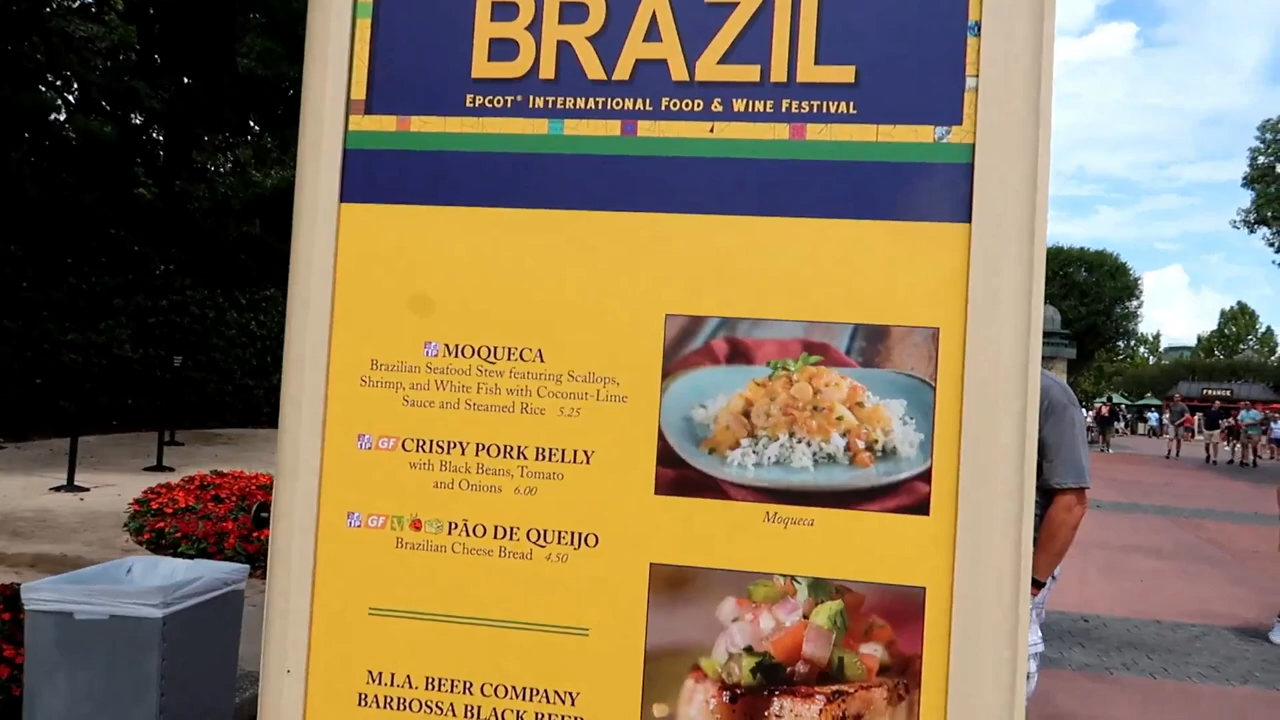 BRAZIL
EPCOT® INTERNATIONAL FOOD & WINE FESTIVAL
MOQUECA
Brazilian Seafood Stew featuring Scallops,
Shrimp, and White Fish with Coconut-Lime
Sauce and Steamed Rice 5.25
GF CRISPY PORK BELLY
with Black Beans, Tomato
and Onions 6.00
GF V PÃO DE QUEIJO
Brazilian Cheese Bread 4.50
M.I.A. BEER COMPANY
BARBOSSA BLACK BEER
Moqueca
FRANCE